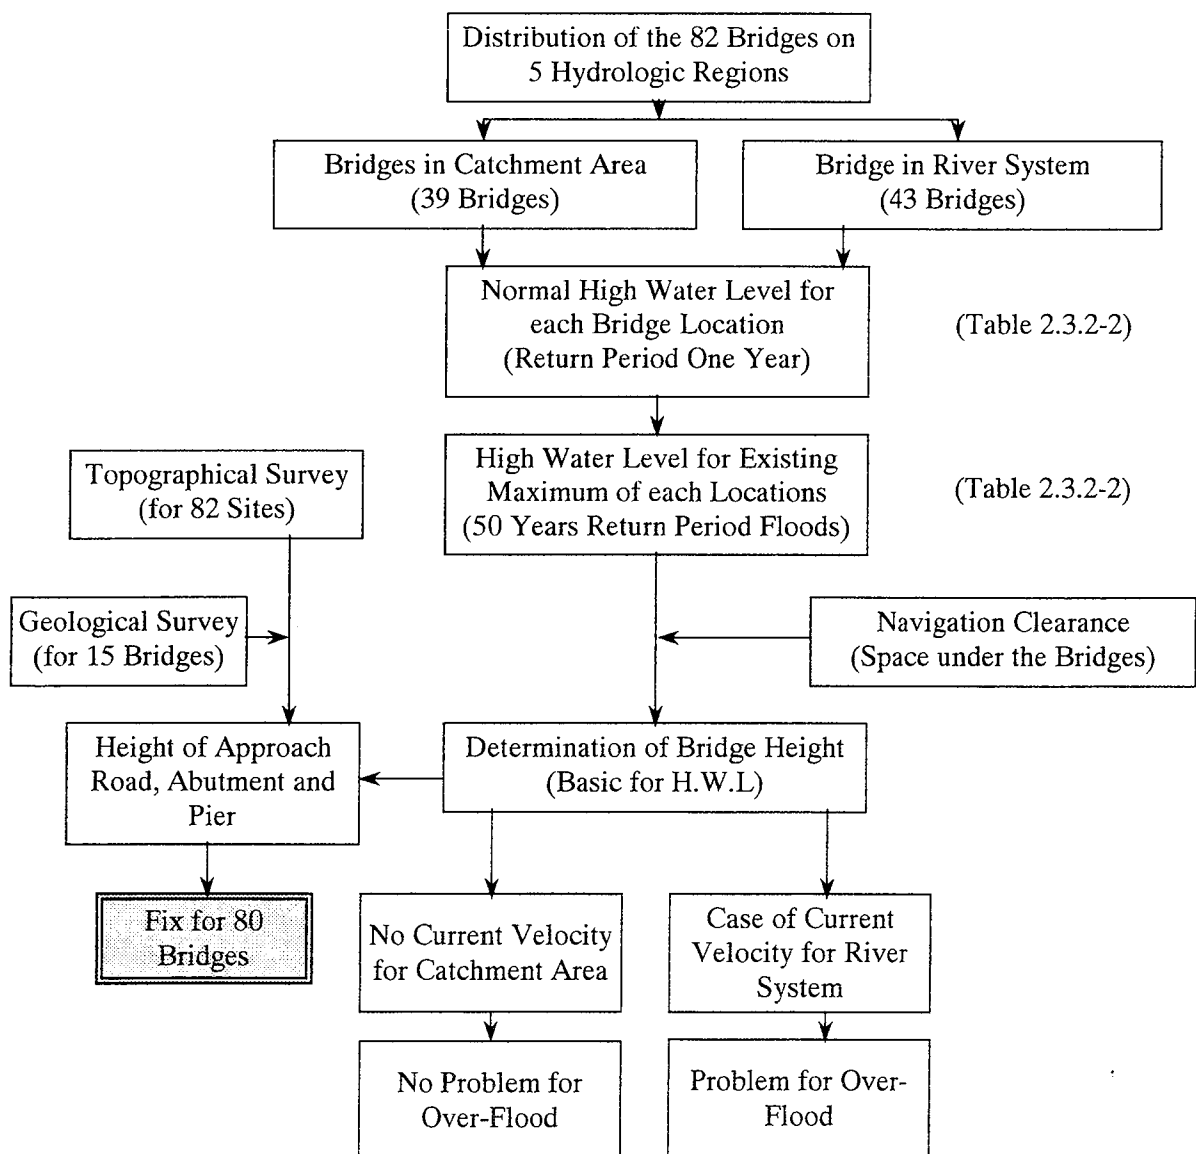 Distribution of the 82 Bridges on
5 Hydrologic Regions
Bridges in Catchment Area
(39 Bridges)
Bridge in River System
(43 Bridges)
Normal High Water Level for
each Bridge Location
(Return Period One Year)
(Table 2.3.2-2)
Topographical Survey
(for 82 Sites)
High Water Level for Existing
Maximum of each Locations
(50 Years Return Period Floods)
(Table 2.3.2-2)
Geological Survey
(for 15 Bridges)
Navigation Clearance
(Space under the Bridges)
Height of Approach
Road, Abutment and
Pier
Determination of Bridge Height
(Basic for H.W.L)
Fix for 80
Bridges
No Current Velocity
for Catchment Area
Case of Current
Velocity for River
System
No Problem for
Over-Flood
Problem for Over-
Flood